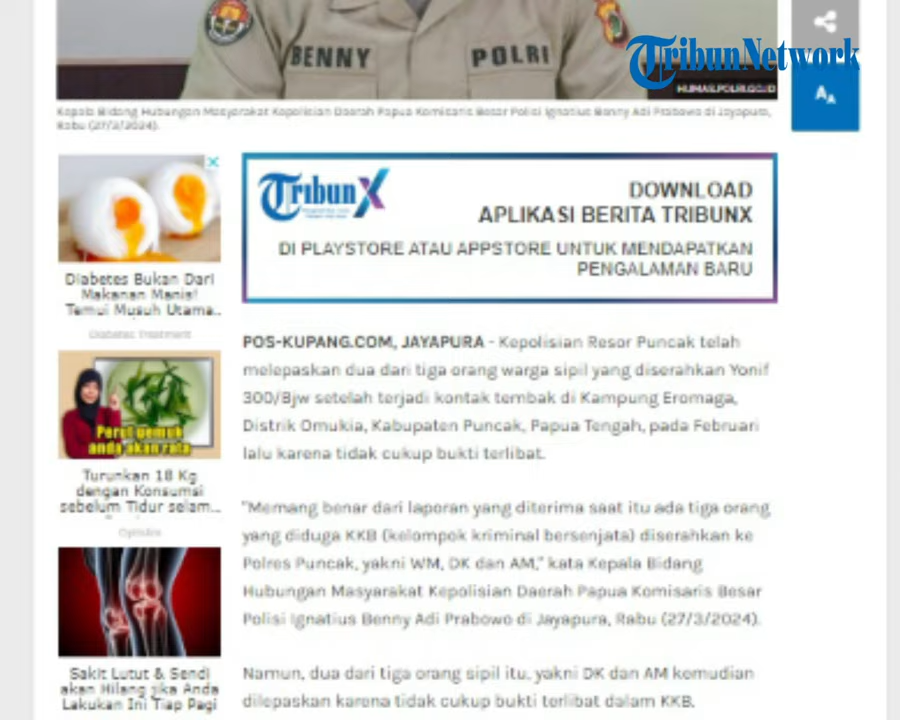 BENNY POLRI
TribunNetwork
HUMAS.POLRI.GO.ID
AA
Kepala Bidang Hubungan Masyarakat Kepolisian Daerah Papua Komisaris Besar Polisi Ignatius Benny Adi Prabowo di Jayapura,
Rabu (27/3/2024).
TribunX
DOWNLOAD
APLIKASI BERITA TRIBUNX
DI PLAYSTORE ATAU APPSTORE UNTUK MENDAPATKAN
PENGALAMAN BARU
Diabetes Bukan Dari
Makanan Manis!
Temui Musuh Utama..
Diabetes Treatment
Perut gemuk
anda akan rata
Turunkan 18 Kg
dengan Konsumsi
sebelum Tidur selam...
Sakit Lutut & Sendi
akan Hilang jika Anda
Lakukan Ini Tiap Pagi
POS-KUPANG.COM, JAYAPURA - Kepolisian Resor Puncak telah
melepaskan dua dari tiga orang warga sipil yang diserahkan Yonif
300/Bjw setelah terjadi kontak tembak di Kampung Eromaga,
Distrik Omukia, Kabupaten Puncak, Papua Tengah, pada Februari
lalu karena tidak cukup bukti terlibat.
"Memang benar dari laporan yang diterima saat itu ada tiga orang
yang diduga KKB (kelompok kriminal bersenjata) diserahkan ke
Polres Puncak, yakni WM, DK dan AM," kata Kepala Bidang
Hubungan Masyarakat Kepolisian Daerah Papua Komisaris Besar
Polisi Ignatius Benny Adi Prabowo di Jayapura, Rabu (27/3/2024).
Namun, dua dari tiga orang sipil itu, yakni DK dan AM kemudian
dilepaskan karena tidak cukup bukti terlibat dalam KKB.